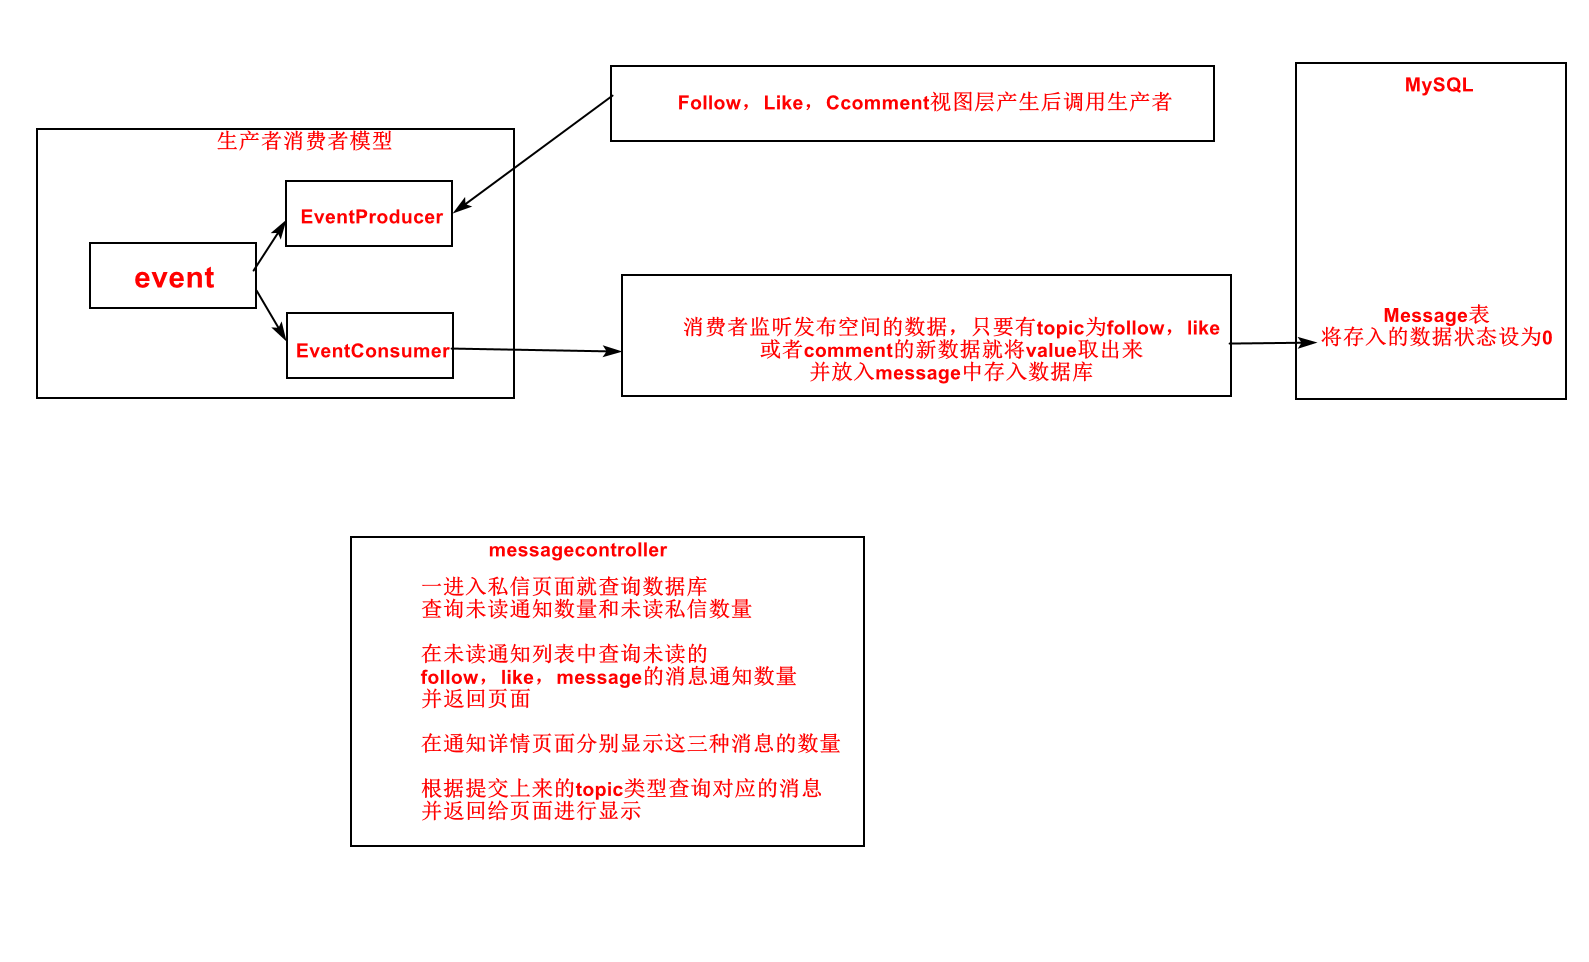 Follow，Like，Ccomment视图层产生后调用生产者
MySQL
生产者消费者模型
EventProducer
event
EventConsumer
消费者监听发布空间的数据，只要有topic为follow，like
或者comment的新数据就将value取出来
并放入message中存入数据库
Message表
将存入的数据状态设为0
messagecontroller
一进入私信页面就查询数据库
查询未读通知数量和未读私信数量
在未读通知列表中查询未读的
follow，like，message的消息通知数量
并返回页面
在通知详情页面分别显示这三种消息的数量
根据提交上来的topic类型查询对应的消息
并返回给页面进行显示